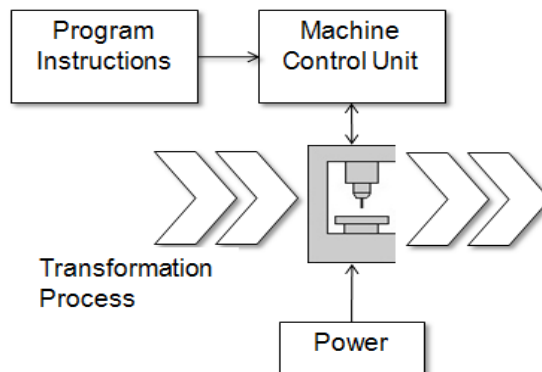 Program
Instructions
Machine
Control Unit
Transformation
Process
Power